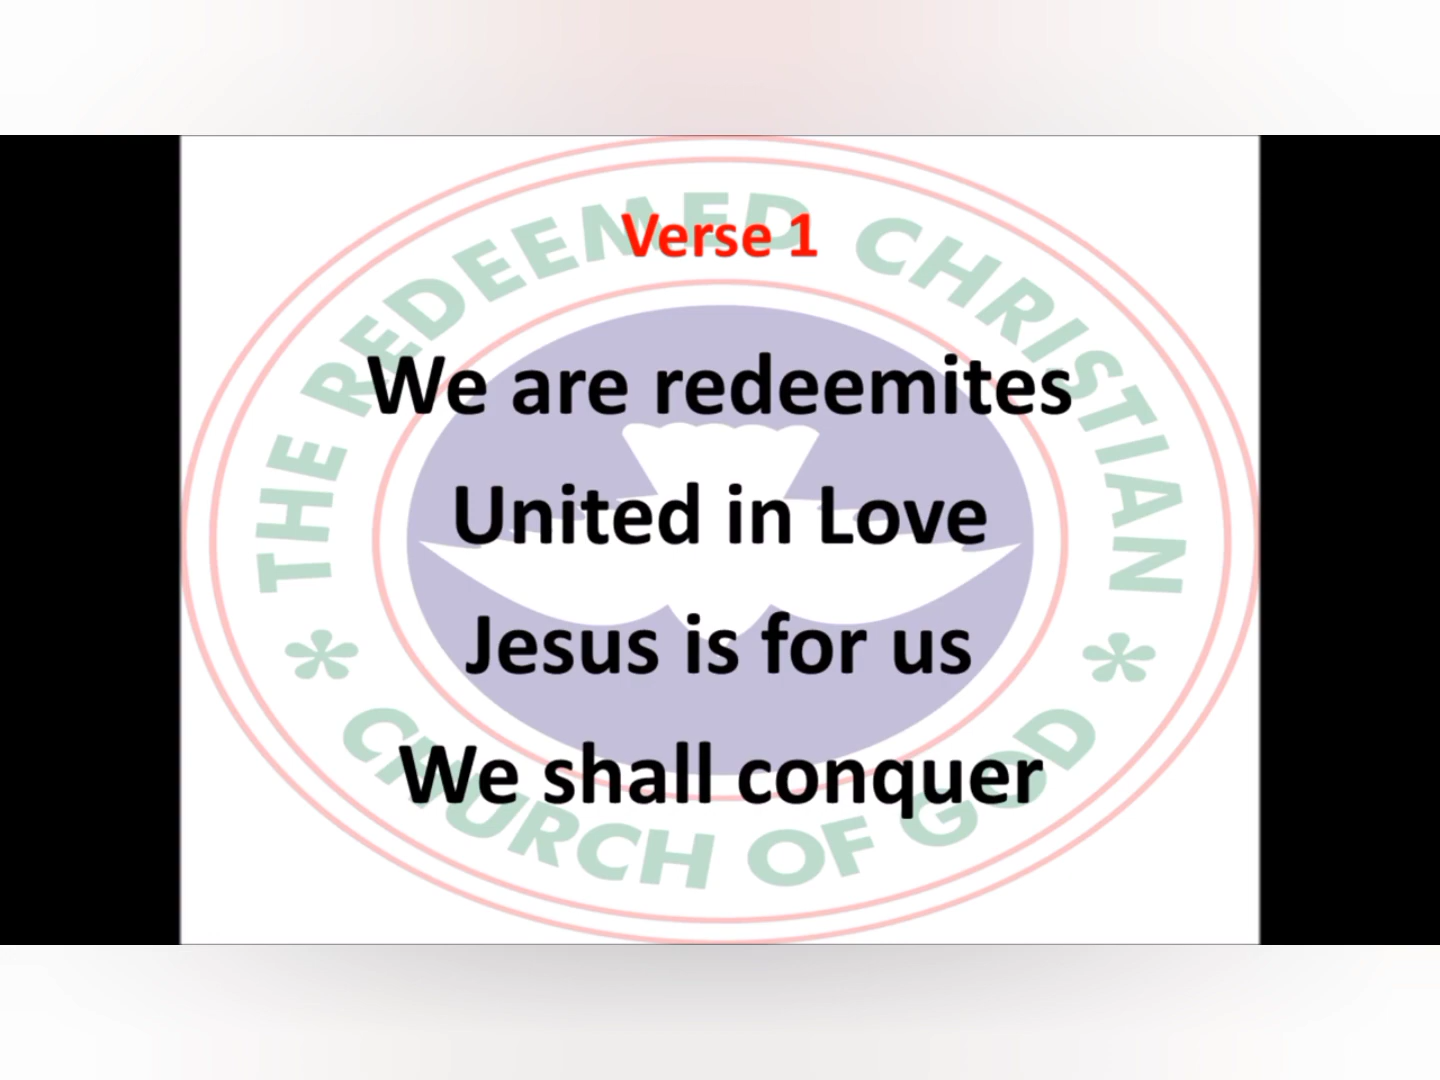 THE REDEEMED CHRISTIAN
Verse 1
We are redeemites
United in Love
Jesus is for us
We shall conquer
* CHURCH OF GOD *